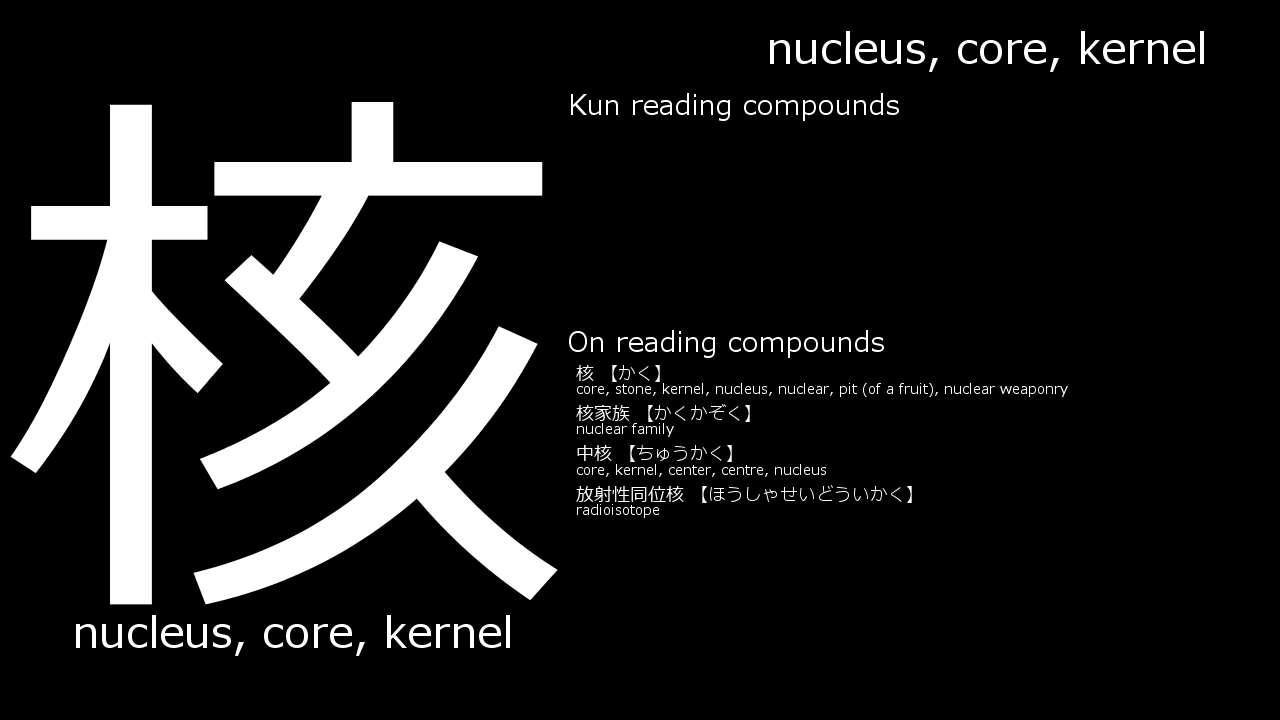 nucleus, core, kernel
核
nucleus, core, kernel
Kun reading compounds
On reading compounds
核 【かく】
core, stone, kernel, nucleus, nuclear, pit (of a fruit), nuclear weaponry
核家族 【かくかぞく】
nuclear family
中核 【ちゅうかく】
core, kernel, center, centre, nucleus
放射性同位核 【ほうしゃせいどういかく】
radioisotope